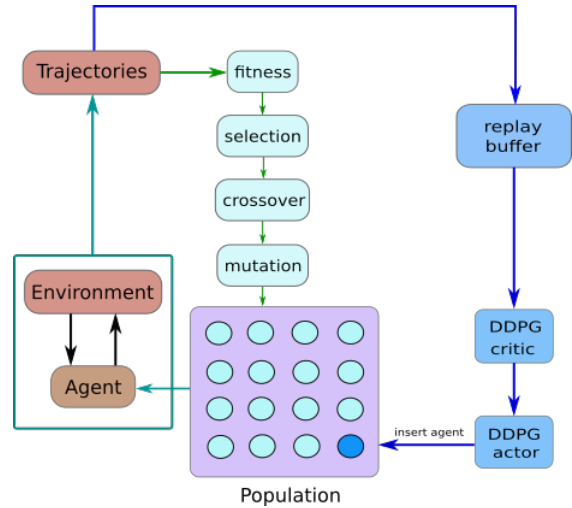 Trajectories
fitness
selection
crossover
mutation
replay
buffer
Environment
Agent
DDPG
critic
insert agent
DDPG
actor
Population